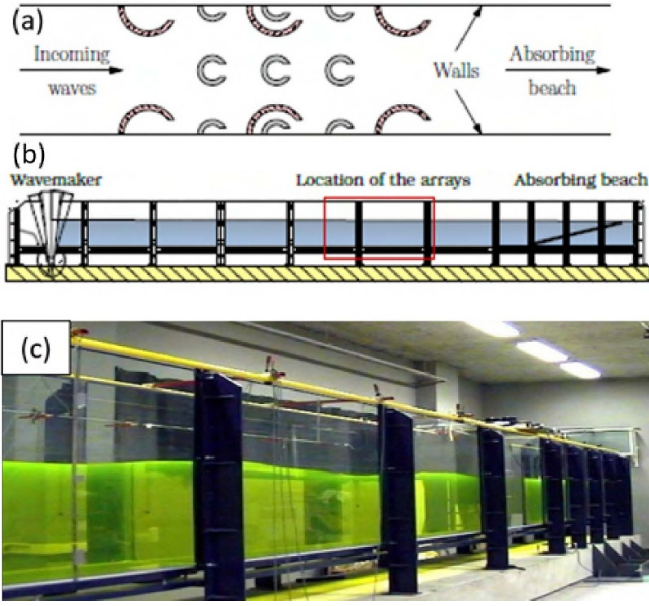 (a)
Incoming
waves
Walls
Absorbing
beach
(b)
Wavemaker
Location of the arrays
Absorbing beach
(c)